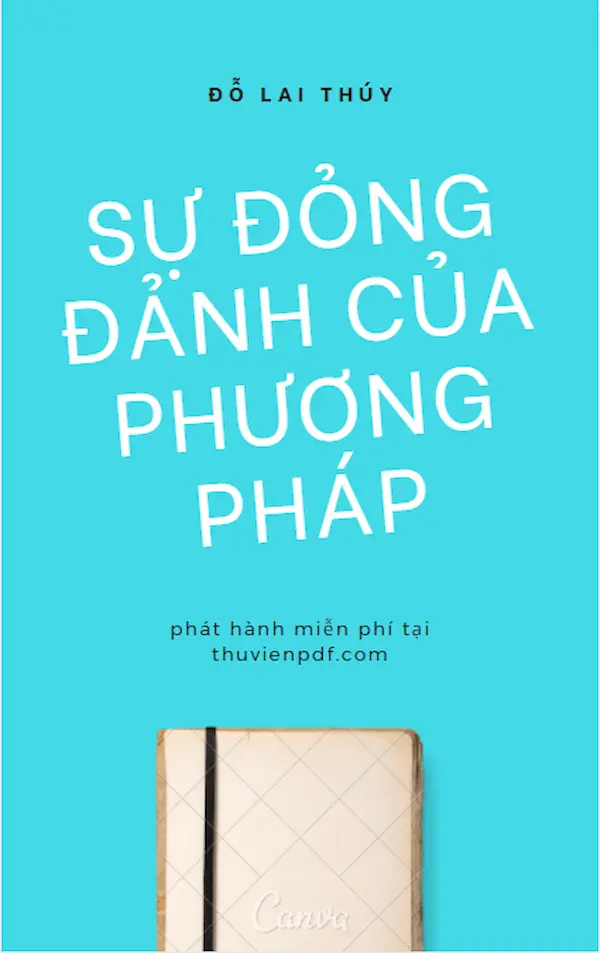 ĐỖ LAI THÚY
SỰ ĐỎNG
ĐẢNH CỦA
PHƯƠNG
PHÁP
phát hành miễn phí tại
thuvienpdf.com
Canva